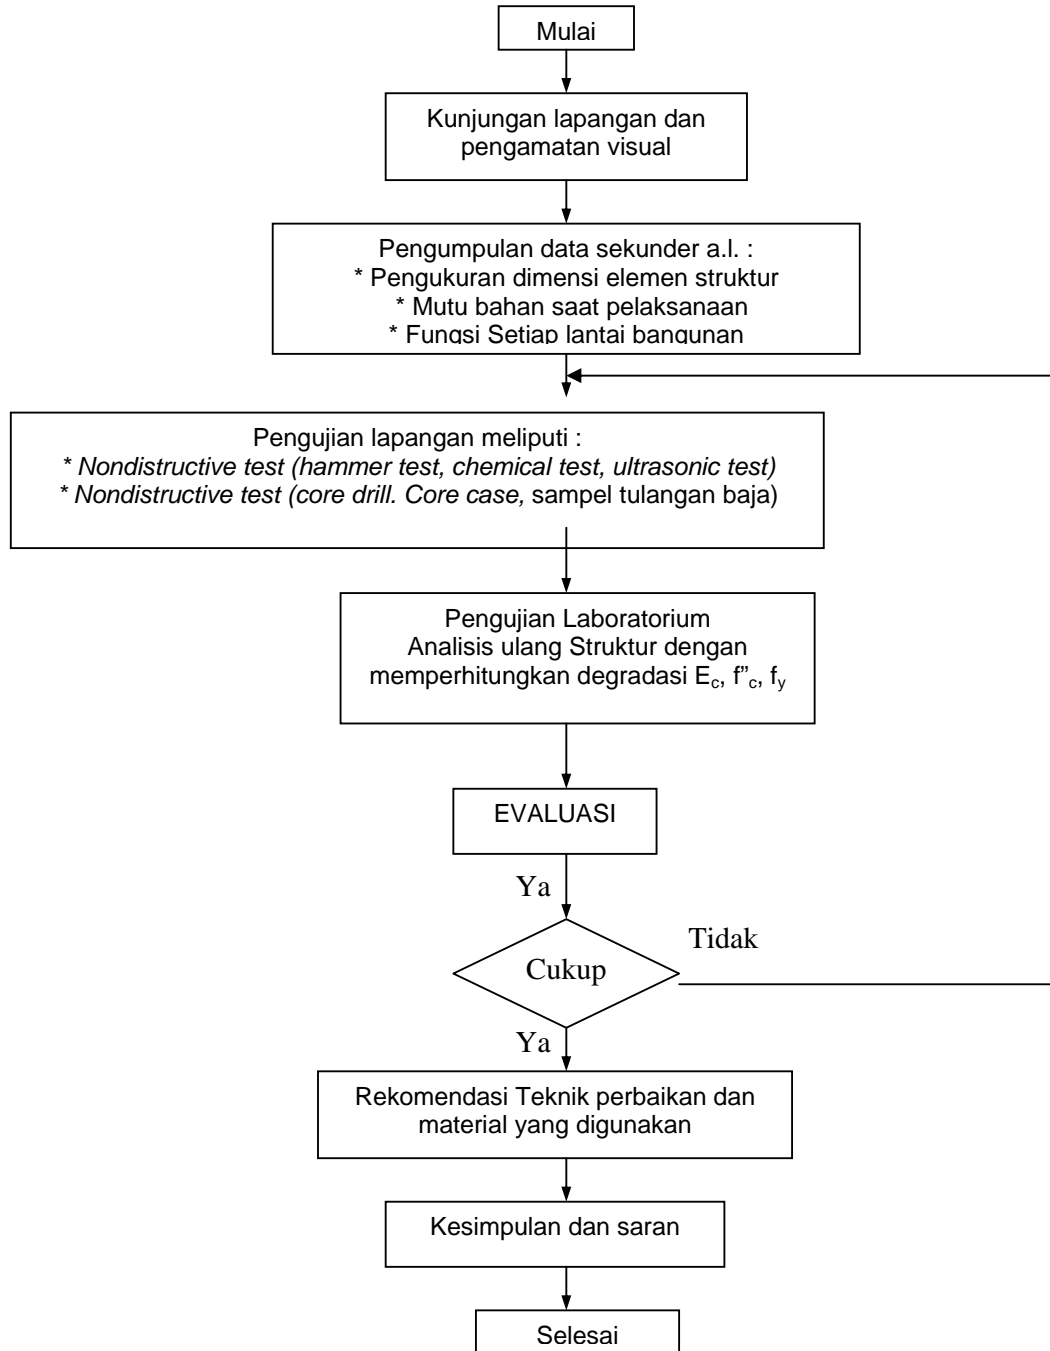 Mulai
Kunjungan lapangan dan
pengamatan visual
Pengumpulan data sekunder a.l. :
* Pengukuran dimensi elemen struktur
* Mutu bahan saat pelaksanaan
* Fungsi Setiap lantai bangunan
Pengujian lapangan meliputi :
* Nondistructive test (hammer test, chemical test, ultrasonic test)
* Nondistructive test (core drill. Core case, sampel tulangan baja)
Pengujian Laboratorium
Analisis ulang Struktur dengan
memperhitungkan degradasi E_c, f”_c, f_y
EVALUASI
Ya
Tidak
Cukup
Ya
Rekomendasi Teknik perbaikan dan
material yang digunakan
Kesimpulan dan saran
Selesai